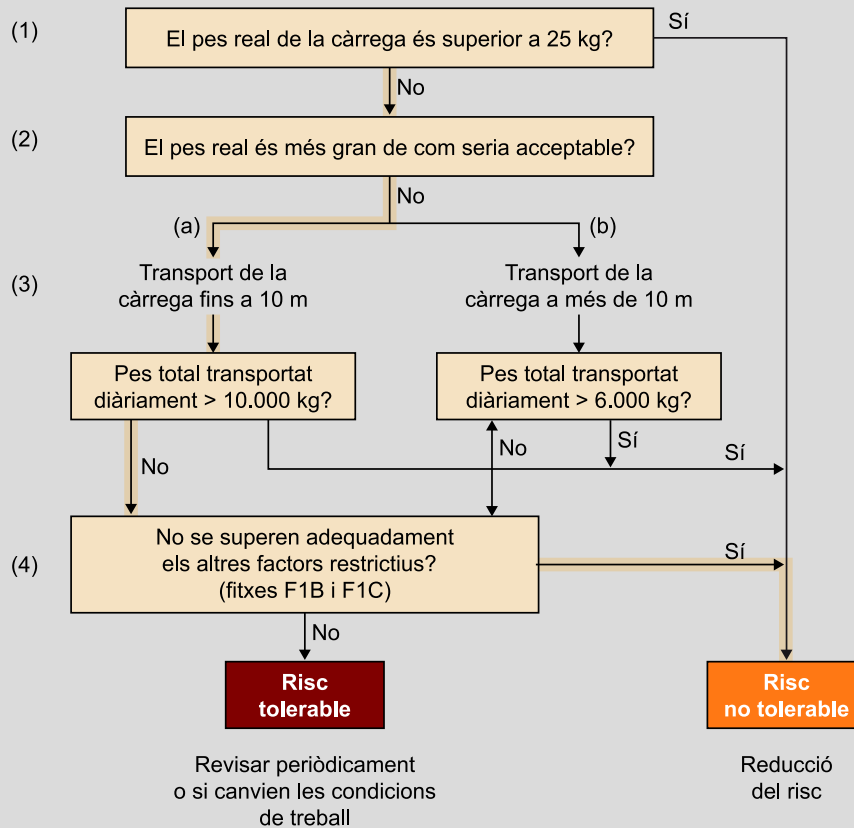 (1)
El pes real de la càrrega és superior a 25 kg?
Sí
No
(2)
El pes real és més gran de com seria acceptable?
No
(a)
(b)
(3)
Transport de la
càrrega fins a 10 m
Transport de la
càrrega a més de 10 m
Pes total transportat
diàriament > 10.000 kg?
Pes total transportat
diàriament > 6.000 kg?
No
No
Sí
Sí
(4)
No se superen adequadament
els altres factors restrictius?
(fitxes F1B i F1C)
Sí
No
Risc
tolerable
Risc
no tolerable
Revisar periòdicament
o si canvien les condicions
de treball
Reducció
del risc